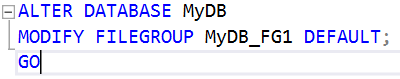 ALTER DATABASE MyDB
MODIFY FILEGROUP MyDB_FG1 DEFAULT;
GO